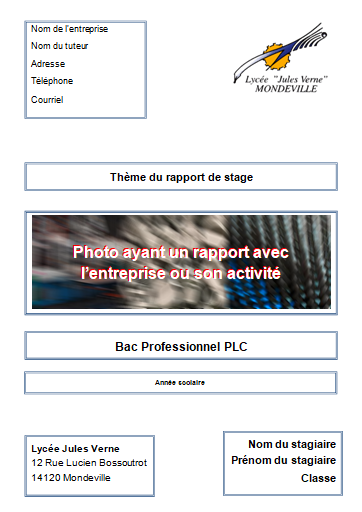 Nom de l'entreprise
Nom du tuteur
Adresse
Téléphone
Courriel
Lycée "Jules Verne"
MONDEVILLE
Thème du rapport de stage
Photo ayant un rapport avec
l'entreprise ou son activité
Bac Professionnel PLC
Année scolaire
Lycée Jules Verne
12 Rue Lucien Bossoutrot
14120 Mondeville
Nom du stagiaire
Prénom du stagiaire
Classe